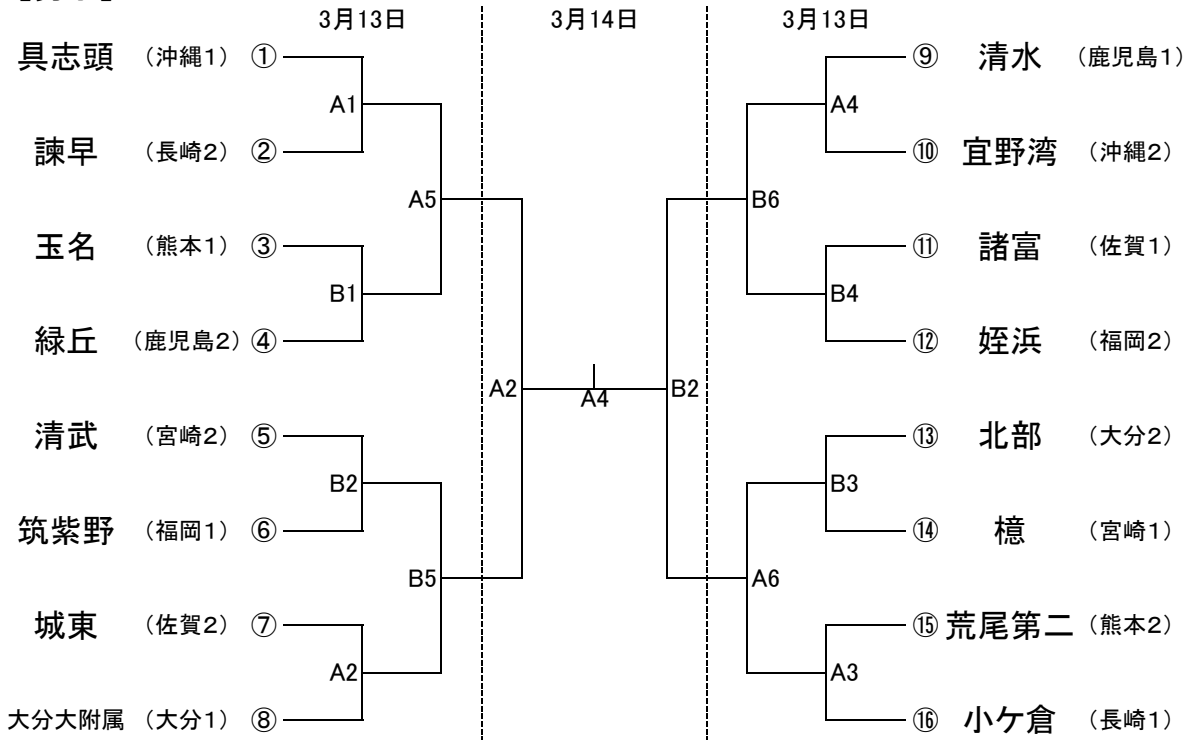 3月13日 3月14日 3月13日
具志頭 （沖縄1） ① ⑨ 清水 （鹿児島1）
A1 A4
諫早 （長崎2） ② ⑩ 宜野湾 （沖縄2）
A5 B6
玉名 （熊本1） ③ ⑪ 諸富 （佐賀1）
B1 B4
緑丘 （鹿児島2） ④ ⑫ 姪浜 （福岡2）
A2 A4 B2
清武 （宮崎2） ⑤ ⑬ 北部 （大分2）
B2 B3
筑紫野 （福岡1） ⑥ ⑭ 檍 （宮崎1）
B5 A6
城東 （佐賀2） ⑦ ⑮ 荒尾第二 （熊本2）
A2 A3
大分大附属 （大分1） ⑧ ⑯ 小ケ倉 （長崎1）